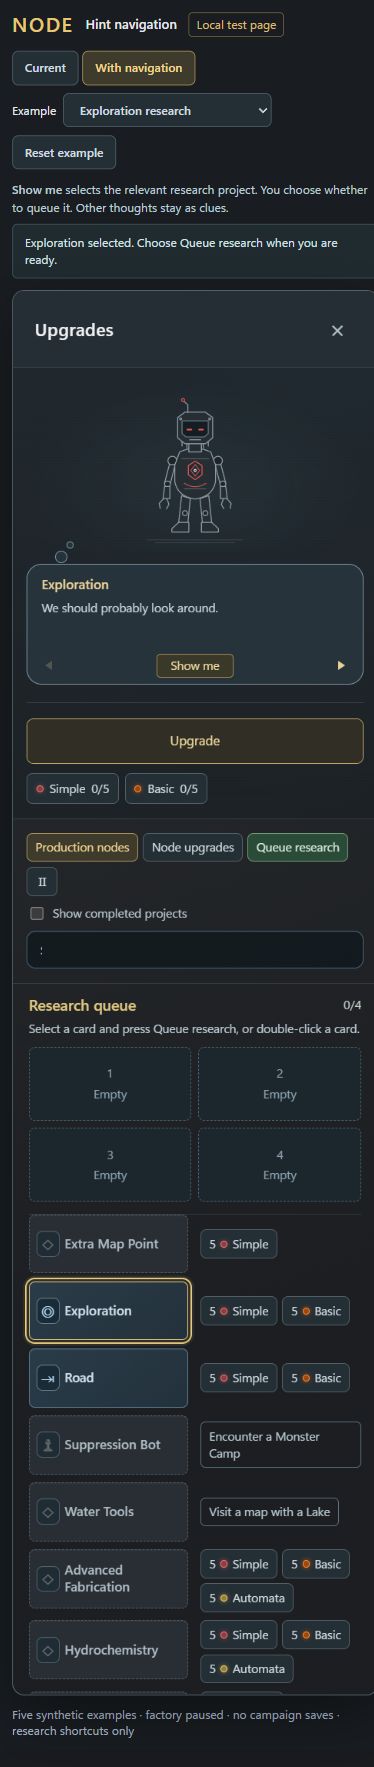 NODE Hint navigation Local test page
Current With navigation
Example Exploration research
Reset example
Show me selects the relevant research project. You choose whether
to queue it. Other thoughts stay as clues.
Exploration selected. Choose Queue research when you are
ready.
Upgrades
Exploration
We should probably look around.
Show me
Upgrade
Simple 0/5 Basic 0/5
Production nodes Node upgrades Queue research
II
Show completed projects
Research queue 0/4
Select a card and press Queue research, or double-click a card.
1 2
Empty Empty
3 4
Empty Empty
Extra Map Point 5 Simple
Exploration 5 Simple 5 Basic
Road 5 Simple 5 Basic
Suppression Bot Encounter a Monster
Camp
Water Tools Visit a map with a Lake
Advanced
Fabrication 5 Simple 5 Basic
5 Automata
Hydrochemistry 5 Simple 5 Basic
5 Automata
Five synthetic examples · factory paused · no campaign saves ·
research shortcuts only